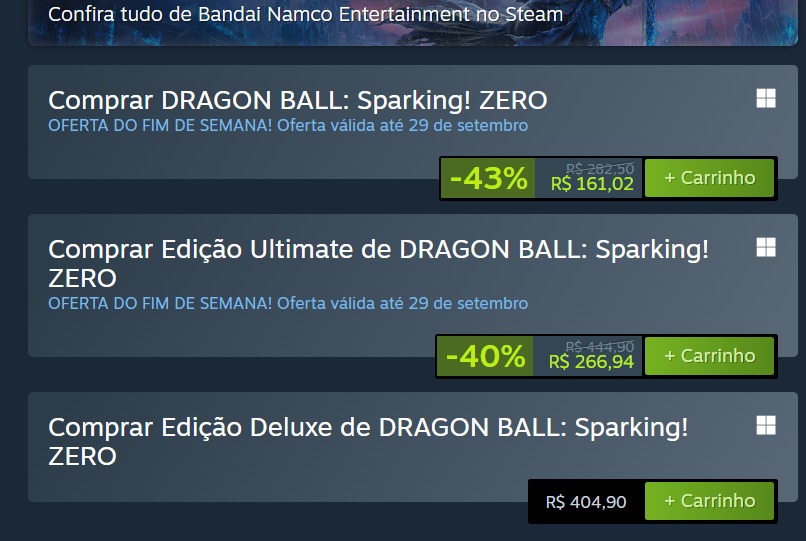 Confira tudo de Bandai Namco Entertainment no Steam
Comprar DRAGON BALL: Sparking! ZERO
OFERTA DO FIM DE SEMANA! Oferta válida até 29 de setembro
-43%
R$ 282,50
R$ 161,02
+ Carrinho
Comprar Edição Ultimate de DRAGON BALL: Sparking!
ZERO
OFERTA DO FIM DE SEMANA! Oferta válida até 29 de setembro
-40%
R$ 444,90
R$ 266,94
+ Carrinho
Comprar Edição Deluxe de DRAGON BALL: Sparking!
ZERO
R$ 404,90
+ Carrinho